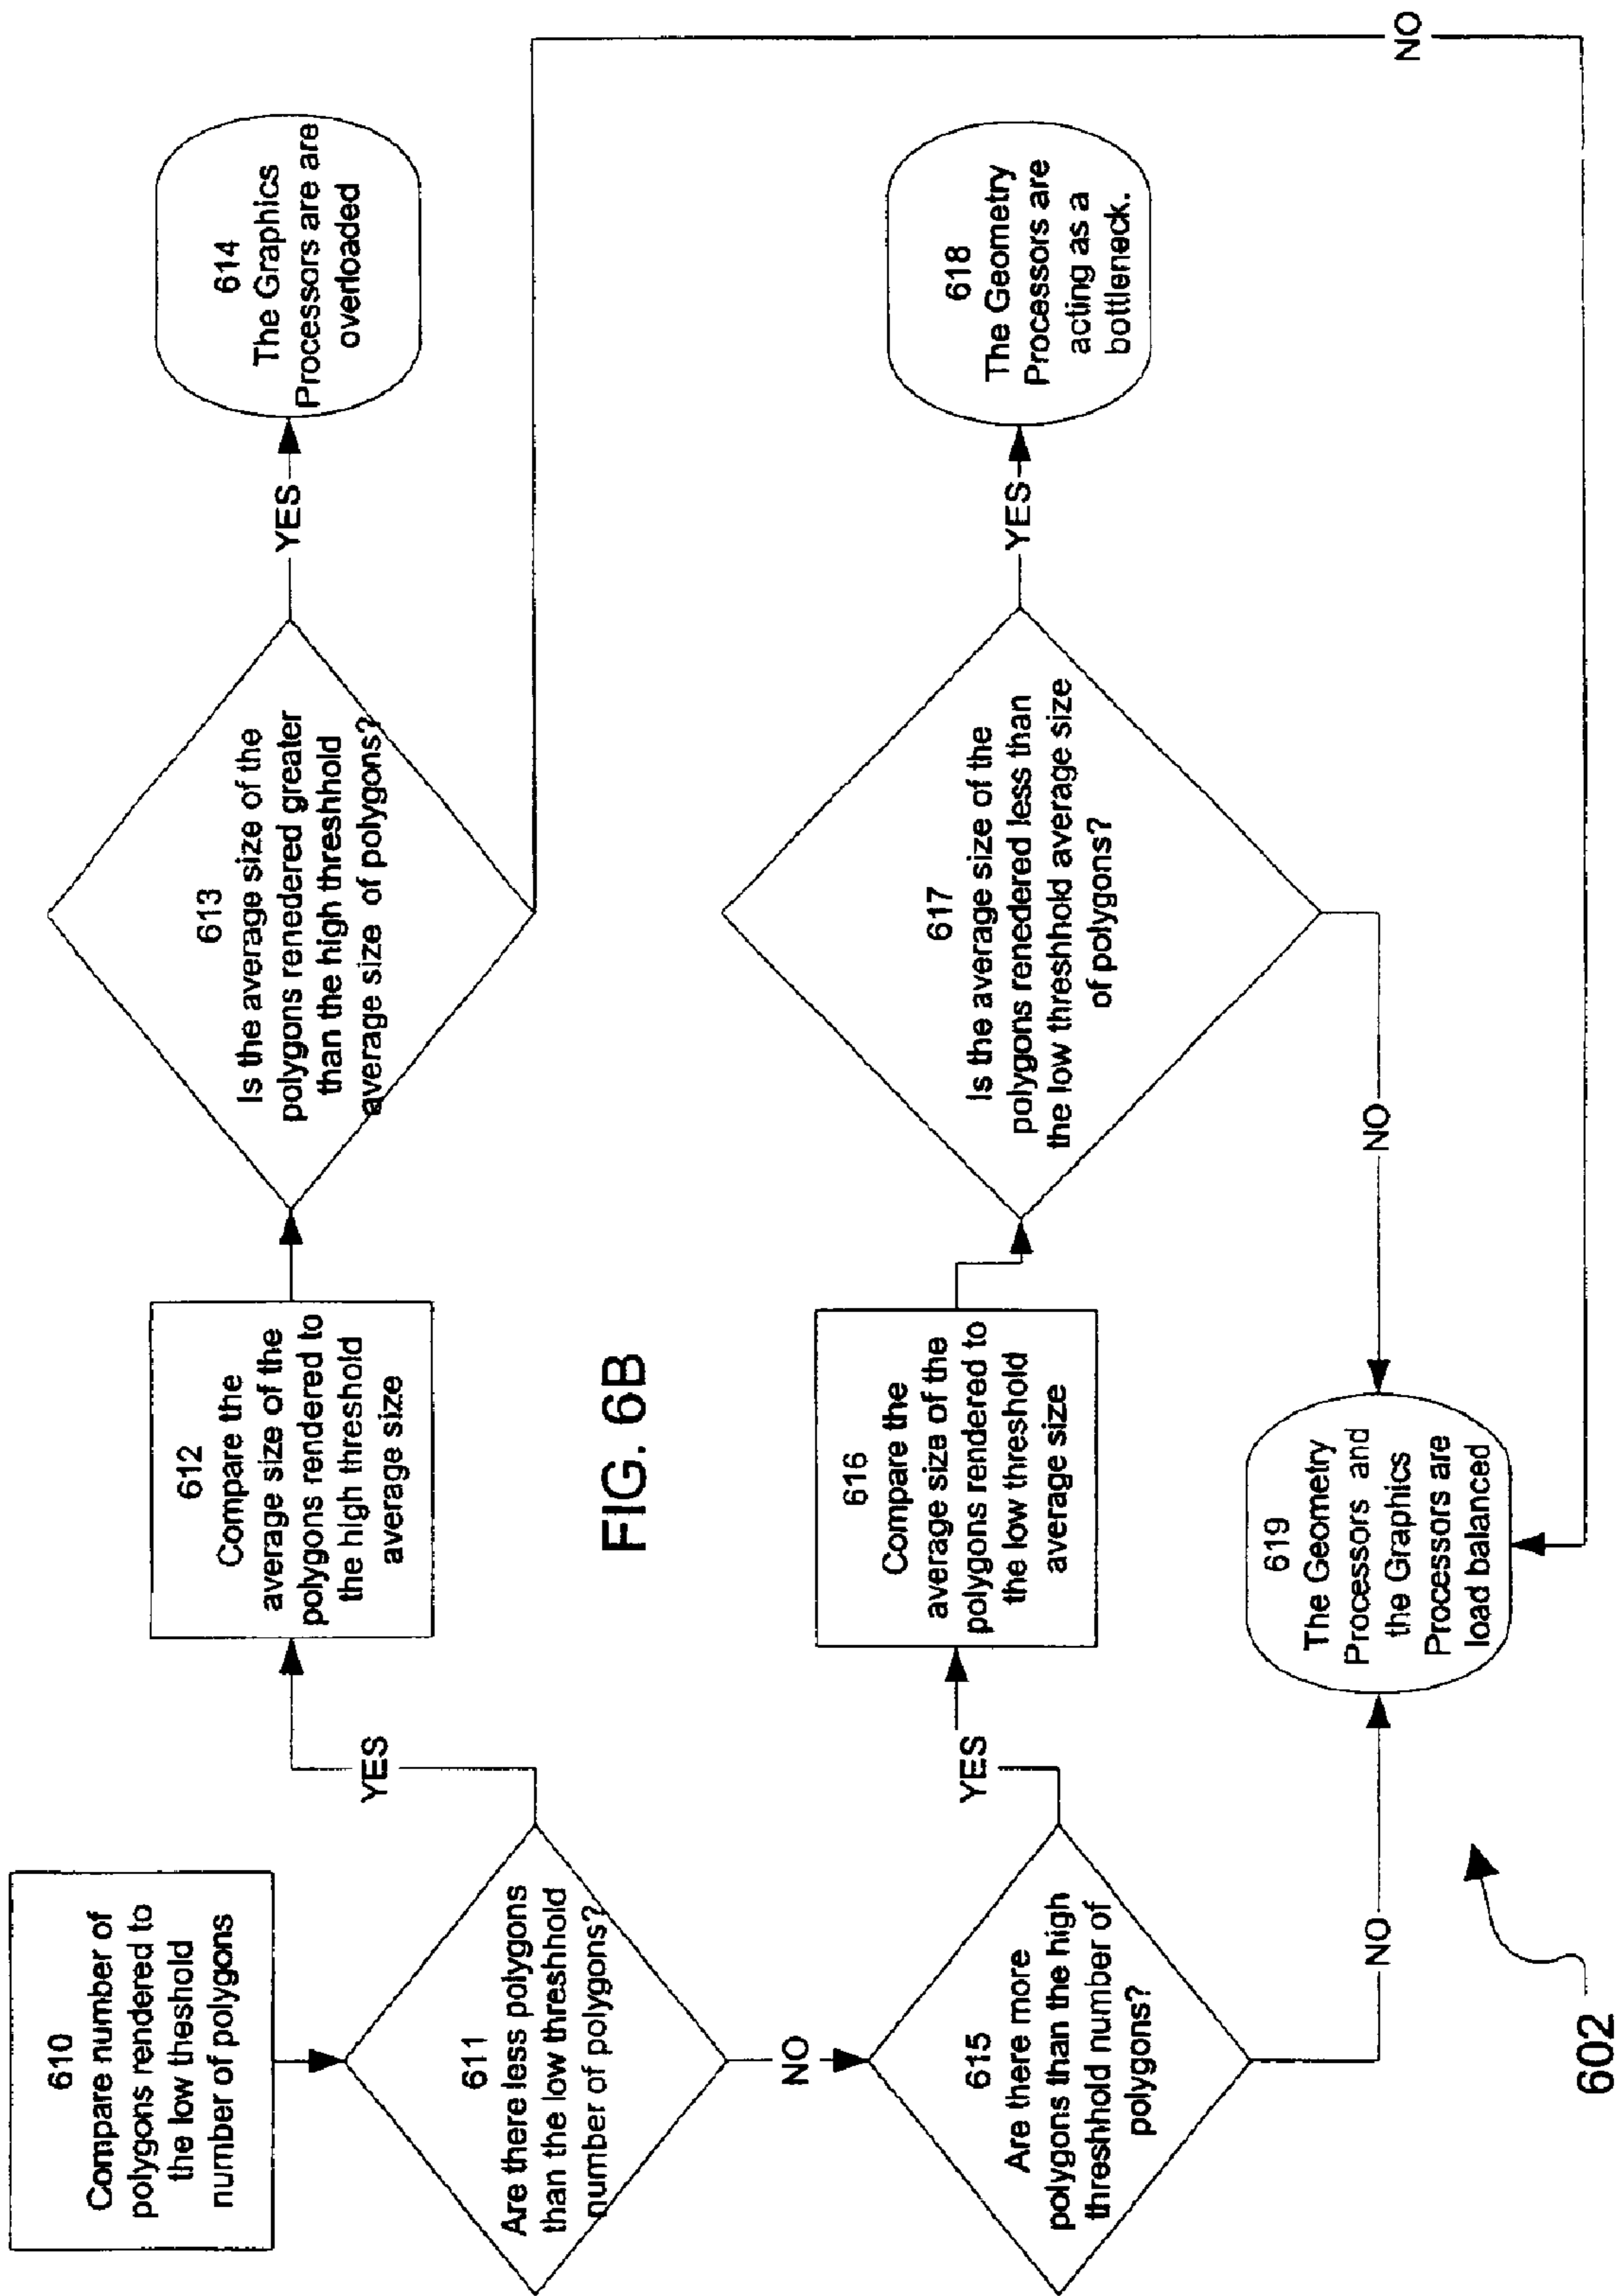 610
Compare number of
polygons rendered to
the low theshold
number of polygons
611
Are there less polygons
than the low threshhold
number of polygons?
YES
612
Compare the
average size of the
polygons rendered to
the high threshold
average size
613
Is the average size of the
polygons renedered greater
than the high threshhold
average size of polygons?
YES
614
The Graphics
Processors are are
overloaded
NO
FIG. 6B
NO
615
Are there more
polygons than the high
threshhold number of
polygons?
YES
616
Compare the
average size of the
polygons rendered to
the low threshold
average size
617
Is the average size of the
polygons renedered less than
the low threshhold average size
of polygons?
YES
618
The Geometry
Processors are
acting as a
bottleneck.
NO
NO
619
The Geometry
Processors and
the Graphics
Processors are
load balanced
602